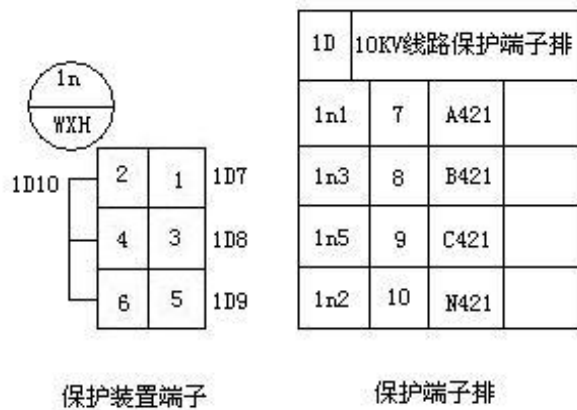 1n
WXH
1D10
2 1 1D7
4 3 1D8
6 5 1D9
保护装置端子
1D 10KV线路保护端子排
1n1 7 A421
1n3 8 B421
1n5 9 C421
1n2 10 N421
保护端子排